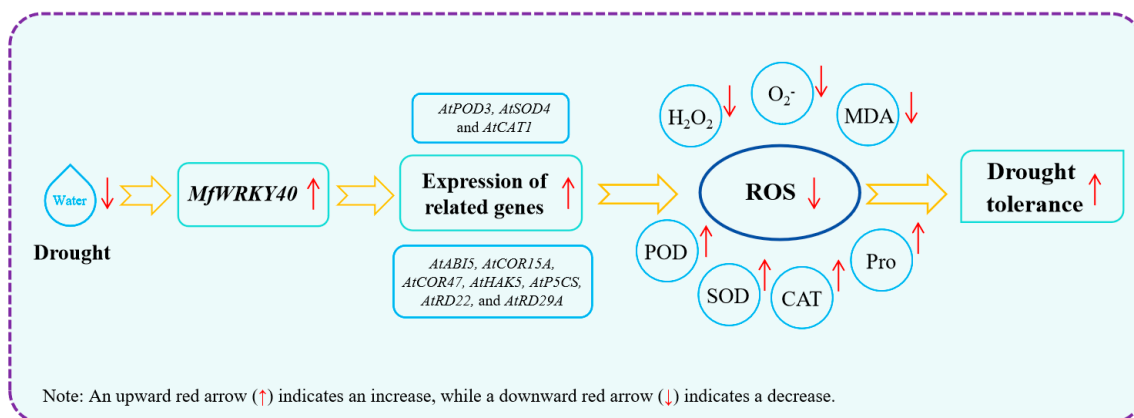 Water
Drought
MfWRKY40
AtPOD3, AtSOD4
and AtCAT1
Expression of
related genes
AtABI5, AtCOR15A,
AtCOR47, AtHAK5, AtP5CS,
AtRD22, and AtRD29A
H₂O₂
O₂⁻
MDA
ROS
POD
SOD
CAT
Pro
Drought
tolerance
Note: An upward red arrow (↑) indicates an increase, while a downward red arrow (↓) indicates a decrease.